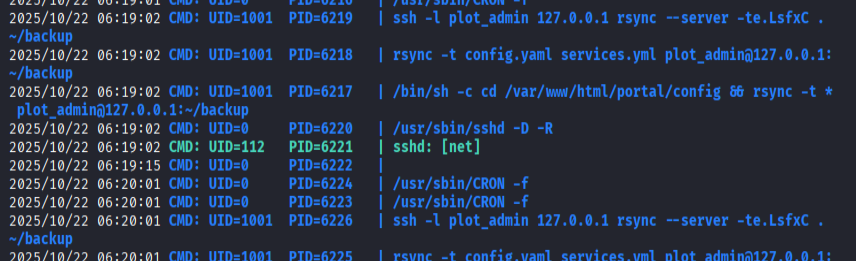 2025/10/22 06:19:01 CMD: UID=0 PID=6216 | /usr/sbin/CRON -f
2025/10/22 06:19:02 CMD: UID=1001 PID=6219 | ssh -l plot_admin 127.0.0.1 rsync --server -te.LsfxC .
~/backup
2025/10/22 06:19:02 CMD: UID=1001 PID=6218 | rsync -t config.yaml services.yml plot_admin@127.0.0.1:
~/backup
2025/10/22 06:19:02 CMD: UID=1001 PID=6217 | /bin/sh -c cd /var/www/html/portal/config && rsync -t *
plot_admin@127.0.0.1:~/backup
2025/10/22 06:19:02 CMD: UID=0 PID=6220 | /usr/sbin/sshd -D -R
2025/10/22 06:19:02 CMD: UID=112 PID=6221 | sshd: [net]
2025/10/22 06:19:15 CMD: UID=0 PID=6222 |
2025/10/22 06:20:01 CMD: UID=0 PID=6224 | /usr/sbin/CRON -f
2025/10/22 06:20:01 CMD: UID=0 PID=6223 | /usr/sbin/CRON -f
2025/10/22 06:20:01 CMD: UID=1001 PID=6226 | ssh -l plot_admin 127.0.0.1 rsync --server -te.LsfxC .
~/backup
2025/10/22 06:20:01 CMD: UID=1001 PID=6225 | rsync -t config.yaml services.yml plot_admin@127.0.0.1: